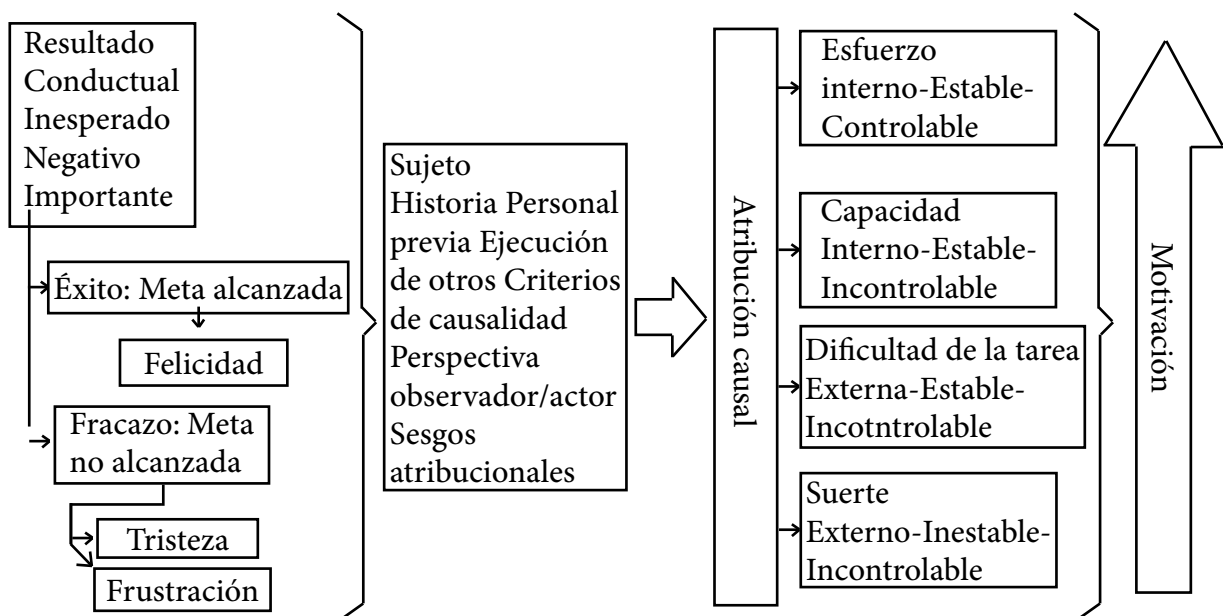 Resultado
Conductual
Inesperado
Negativo
Importante
Éxito: Meta alcanzada
Felicidad
Fracazo: Meta
no alcanzada
Tristeza
Frustración
Sujeto
Historia Personal
previa Ejecución
de otros Criterios
de causalidad
Perspectiva
observador/actor
Sesgos
atribucionales
Atribución causal
Esfuerzo
interno-Estable-
Controlable
Capacidad
Interno-Estable-
Incontrolable
Dificultad de la tarea
Externa-Estable-
Incotntrolable
Suerte
Externo-Inestable-
Incontrolable
Motivación